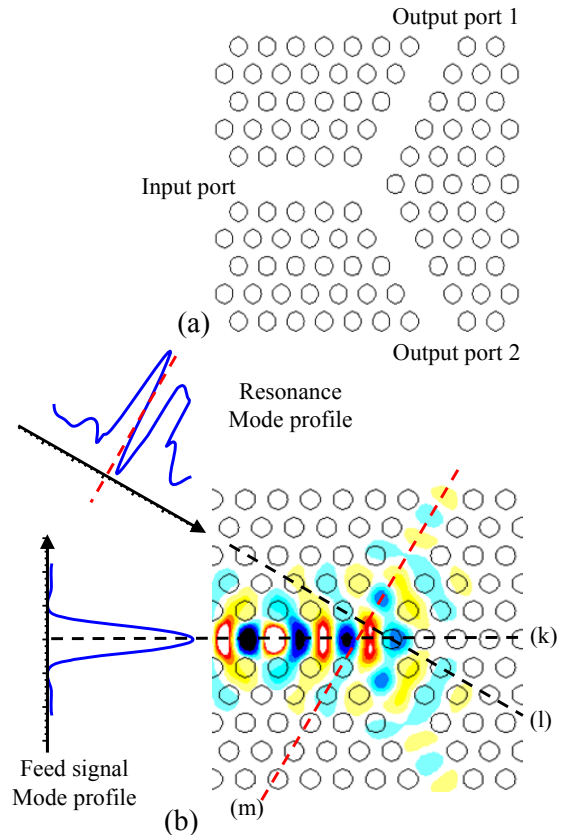 Output port 1
Input port
(a)
Output port 2
Resonance
Mode profile
(k)
(l)
Feed signal
Mode profile
(m)
(b)